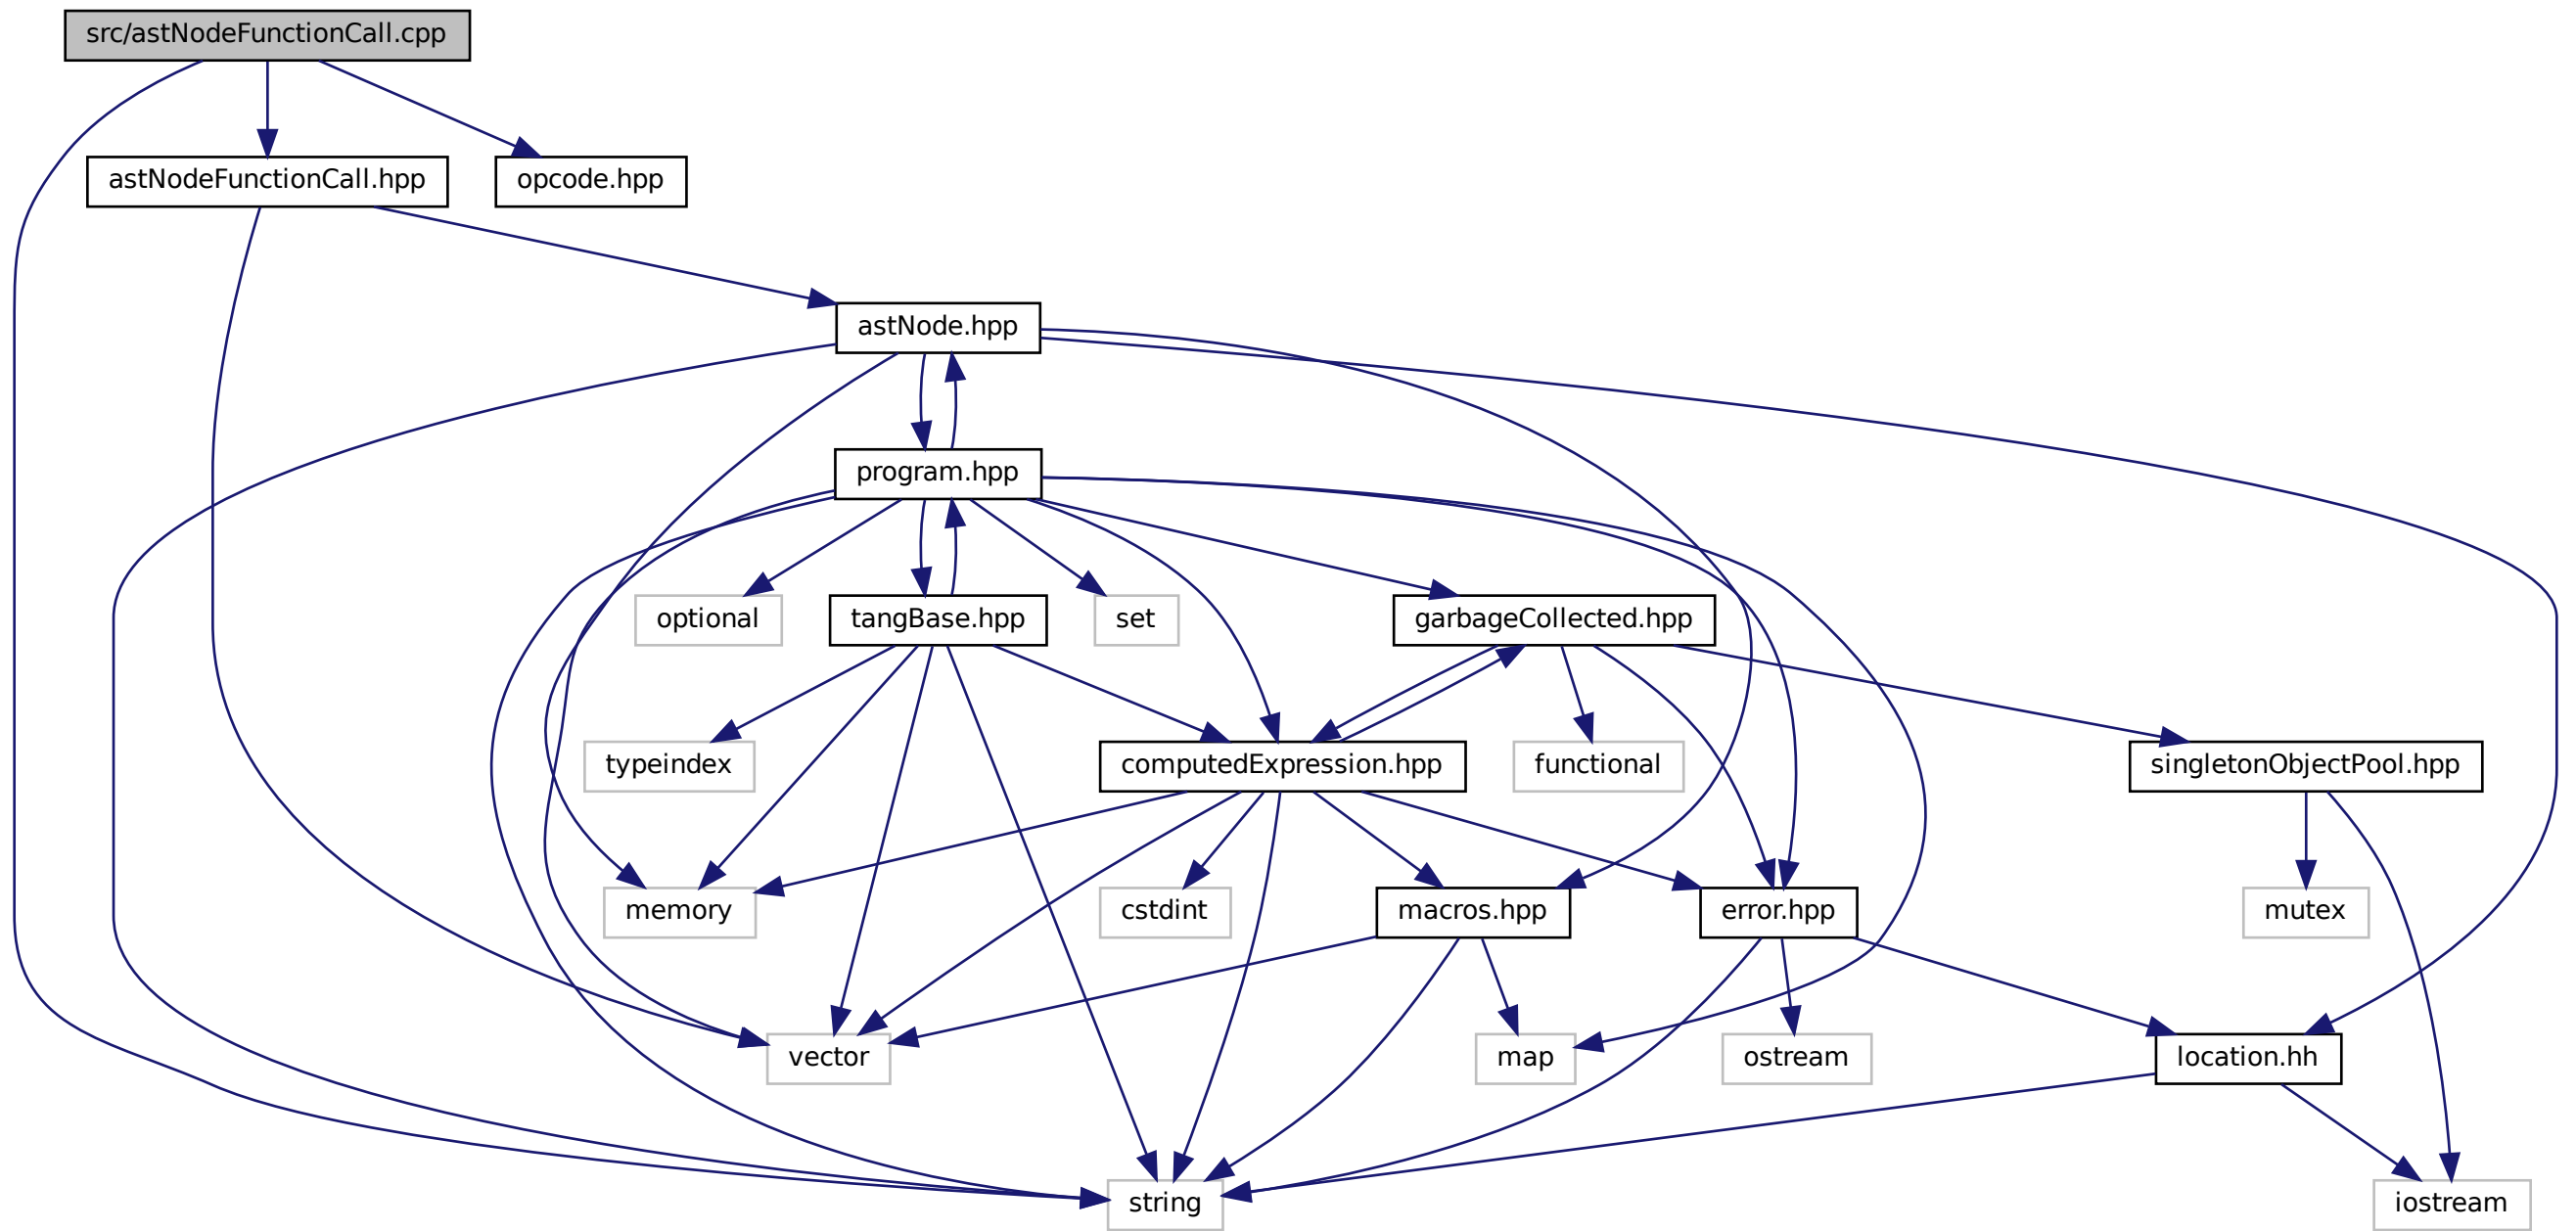 src/astNodeFunctionCall.cpp
astNodeFunctionCall.hpp
opcode.hpp
astNode.hpp
program.hpp
optional
tangBase.hpp
set
garbageCollected.hpp
typeindex
computedExpression.hpp
functional
singletonObjectPool.hpp
memory
cstdint
macros.hpp
error.hpp
mutex
vector
map
ostream
location.hh
string
iostream